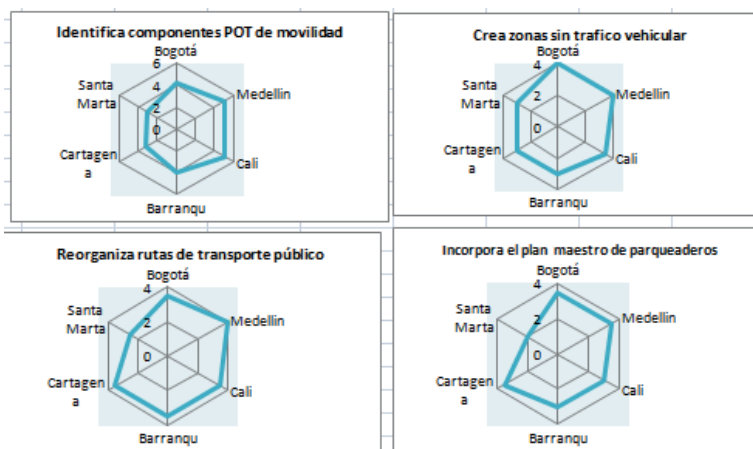 Identifica componentes POT de movilidad
Bogotá
6
4
2
0
Santa
Marta
Medellin
Cartagen
a
Cali
Barranqu
Crea zonas sin trafico vehicular
Bogotá
4
2
0
Santa
Marta
Medellin
Cartagen
a
Cali
Barranqu
Reorganiza rutas de transporte público
Bogotá
4
2
0
Santa
Marta
Medellin
Cartagen
a
Cali
Barranqu
Incorpora el plan maestro de parqueaderos
Bogotá
4
2
0
Santa
Marta
Medellin
Cartagen
a
Cali
Barranqu